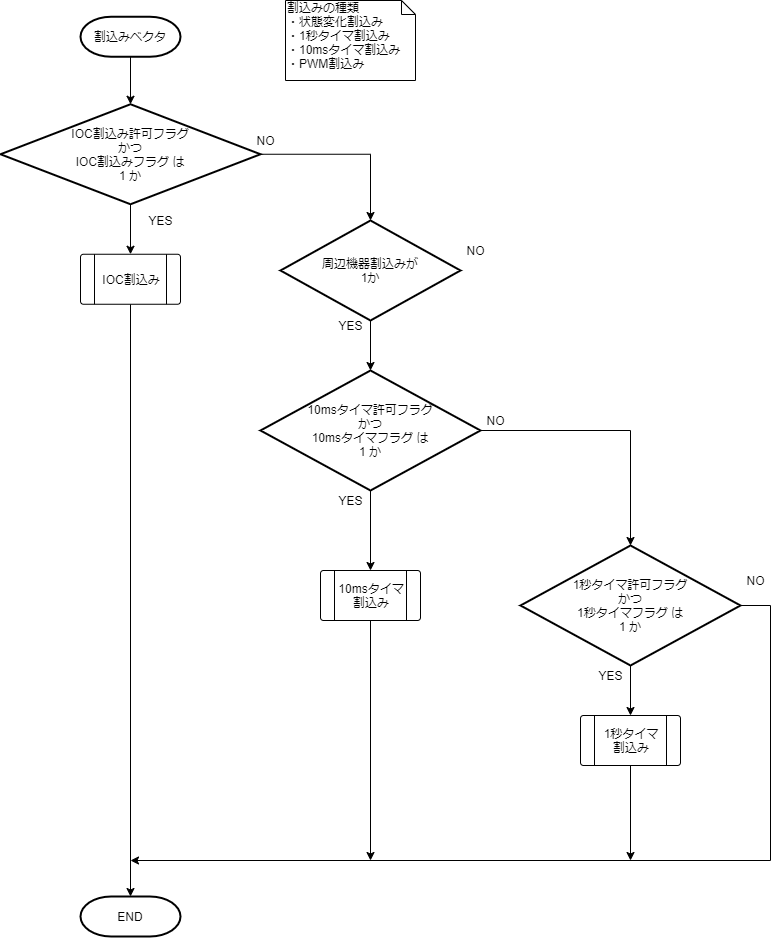 割込みの種類
・状態変化割込み
・1秒タイマ割込み
・10msタイマ割込み
・PWM割込み
割込みベクタ
IOC割込み許可フラグ
かつ
IOC割込みフラグ は
1 か
NO
YES
IOC割込み
周辺機器割込みが
1か
NO
YES
10msタイマ許可フラグ
かつ
10msタイマフラグ は
1 か
NO
YES
10msタイマ
割込み
1秒タイマ許可フラグ
かつ
1秒タイマフラグ は
1 か
NO
YES
1秒タイマ
割込み
END